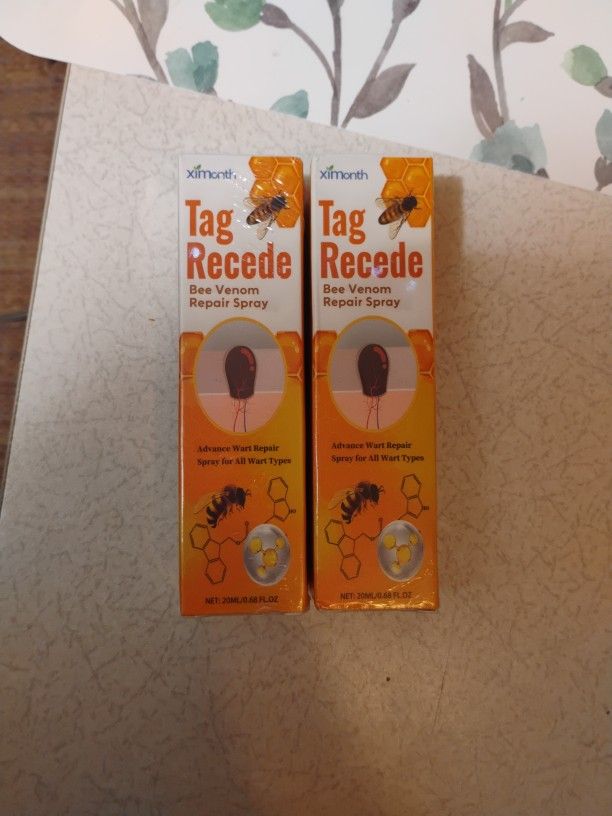 xiMonth
Tag
Recede
Bee Venom
Repair Spray
Advance Wart Repair
Spray for All Wart Types
NET: 20ML/0.68 FL.OZ
xiMonth
Tag
Recede
Bee Venom
Repair Spray
Advance Wart Repair
Spray for All Wart Types
NET: 20ML/0.68 FL.OZ